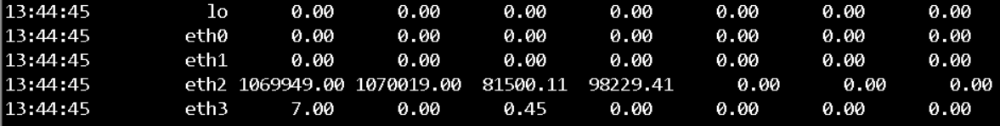 13:44:45 lo 0.00 0.00 0.00 0.00 0.00 0.00 0.00
13:44:45 eth0 0.00 0.00 0.00 0.00 0.00 0.00 0.00
13:44:45 eth1 0.00 0.00 0.00 0.00 0.00 0.00 0.00
13:44:45 eth2 1069949.00 1070019.00 81500.11 98229.41 0.00 0.00 0.00
13:44:45 eth3 7.00 0.00 0.45 0.00 0.00 0.00 0.00